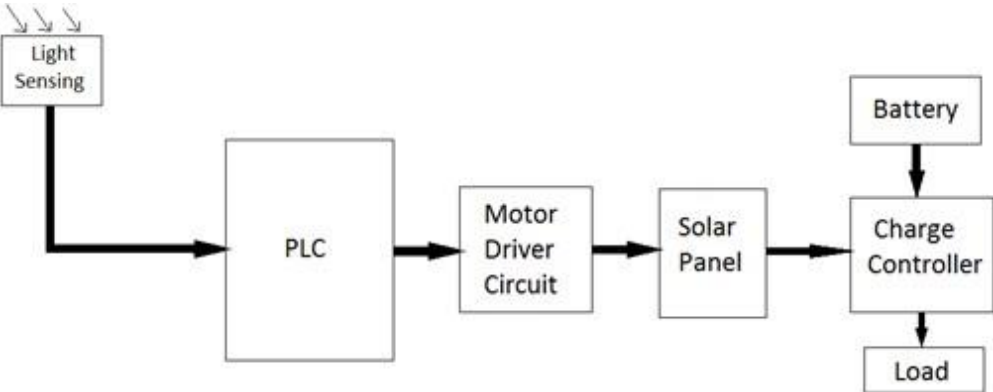 Light
Sensing
PLC
Motor
Driver
Circuit
Solar
Panel
Battery
Charge
Controller
Load